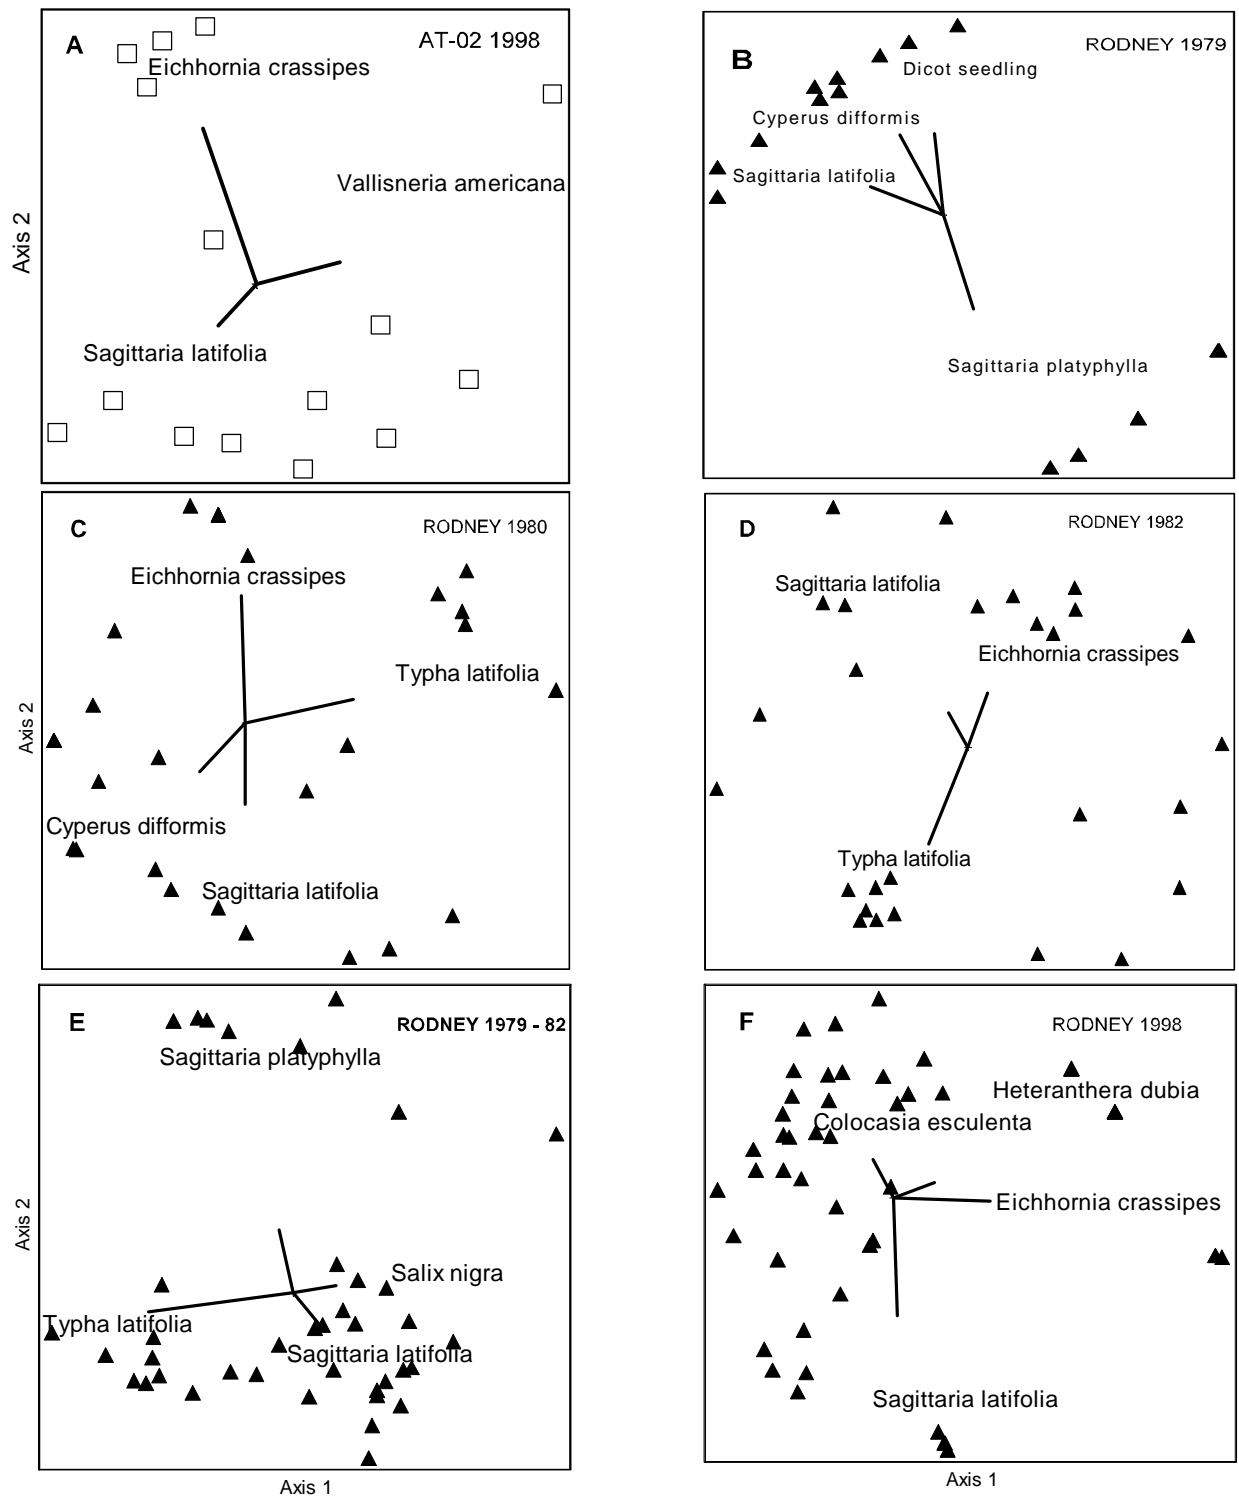 A
AT-02 1998
Eichhornia crassipes
Vallisneria americana
Axis 2
Sagittaria latifolia
B
RODNEY 1979
Dicot seedling
Cyperus difformis
Sagittaria latifolia
Sagittaria platyphylla
C
RODNEY 1980
Eichhornia crassipes
Typha latifolia
Axis 2
Cyperus difformis
Sagittaria latifolia
D
RODNEY 1982
Sagittaria latifolia
Eichhornia crassipes
Typha latifolia
E
RODNEY 1979 - 82
Sagittaria platyphylla
Axis 2
Salix nigra
Typha latifolia
Sagittaria latifolia
Axis 1
F
RODNEY 1998
Heteranthera dubia
Colocasia esculenta
Eichhornia crassipes
Sagittaria latifolia
Axis 1